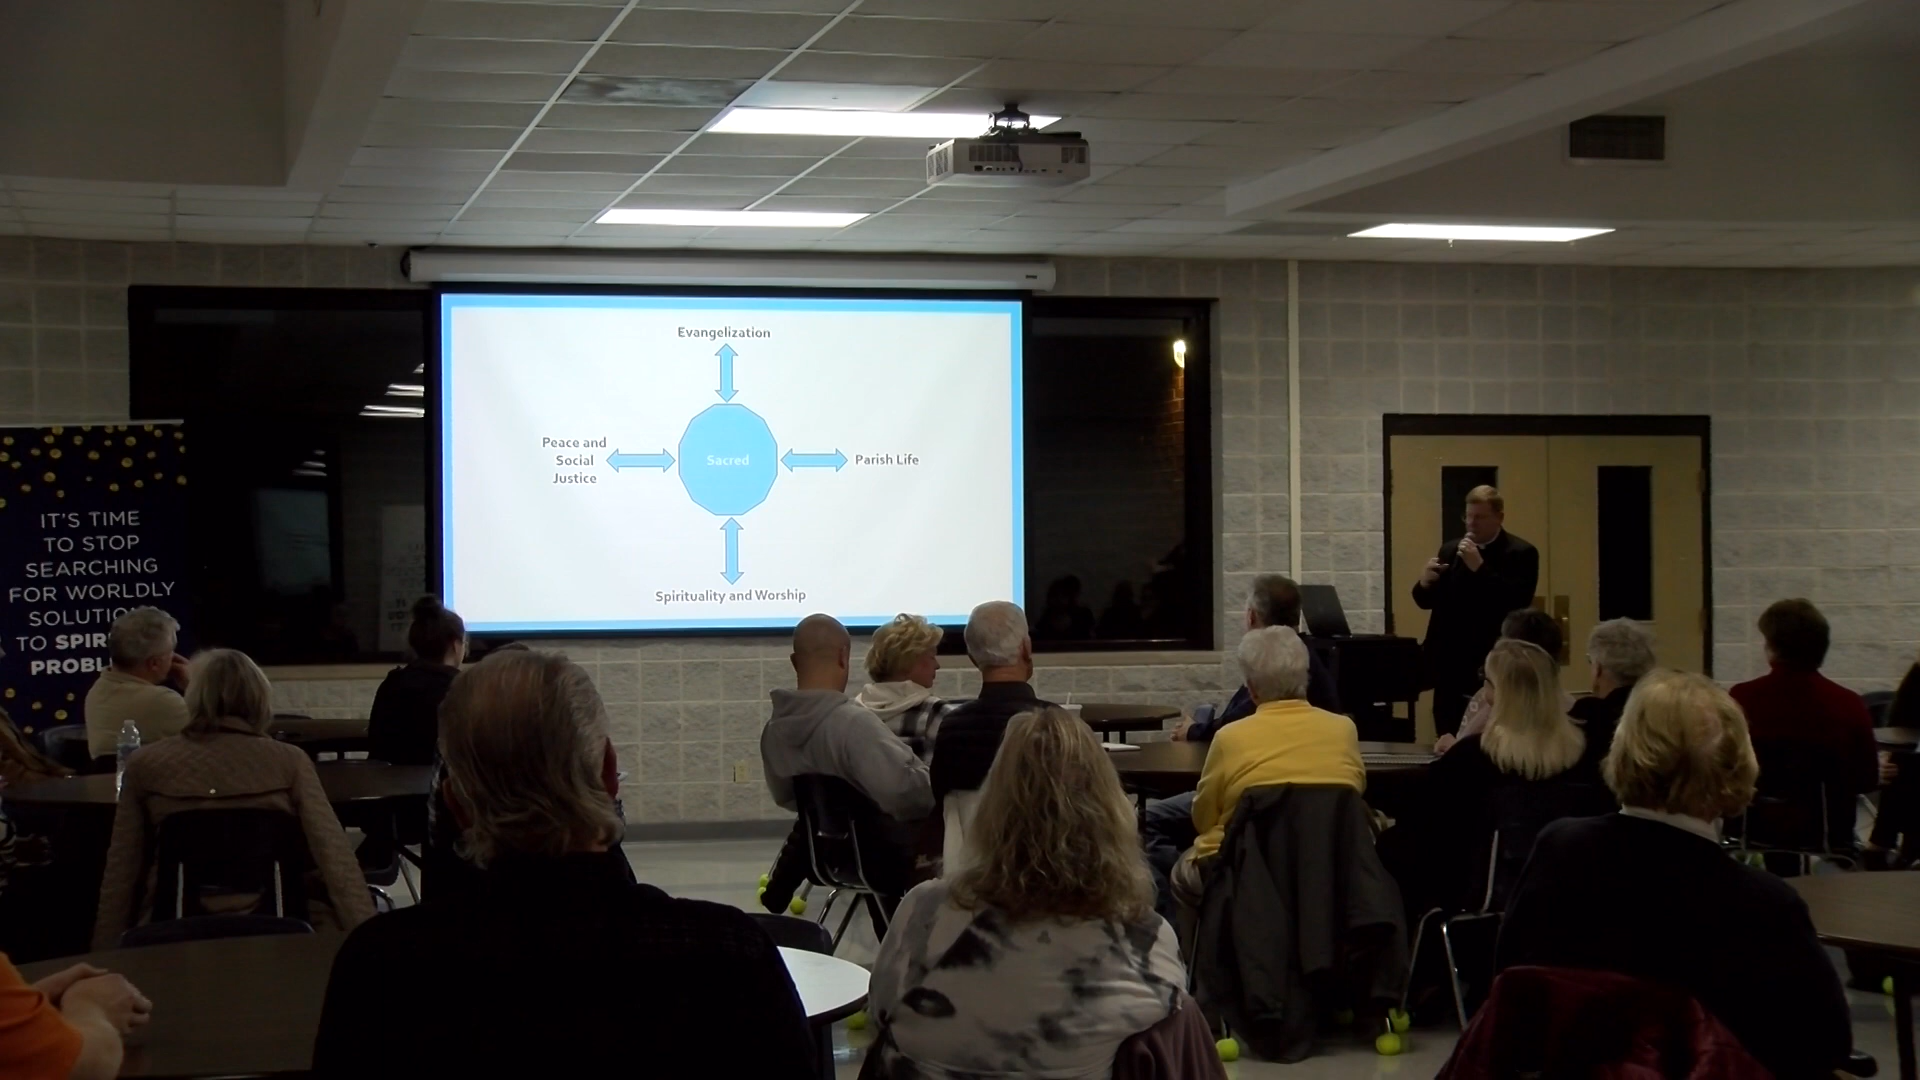 Evangelization
Peace and
Social
Justice
Sacred
Parish Life
Spirituality and Worship
IT'S TIME
TO STOP
SEARCHING
FOR WORLDLY
TO